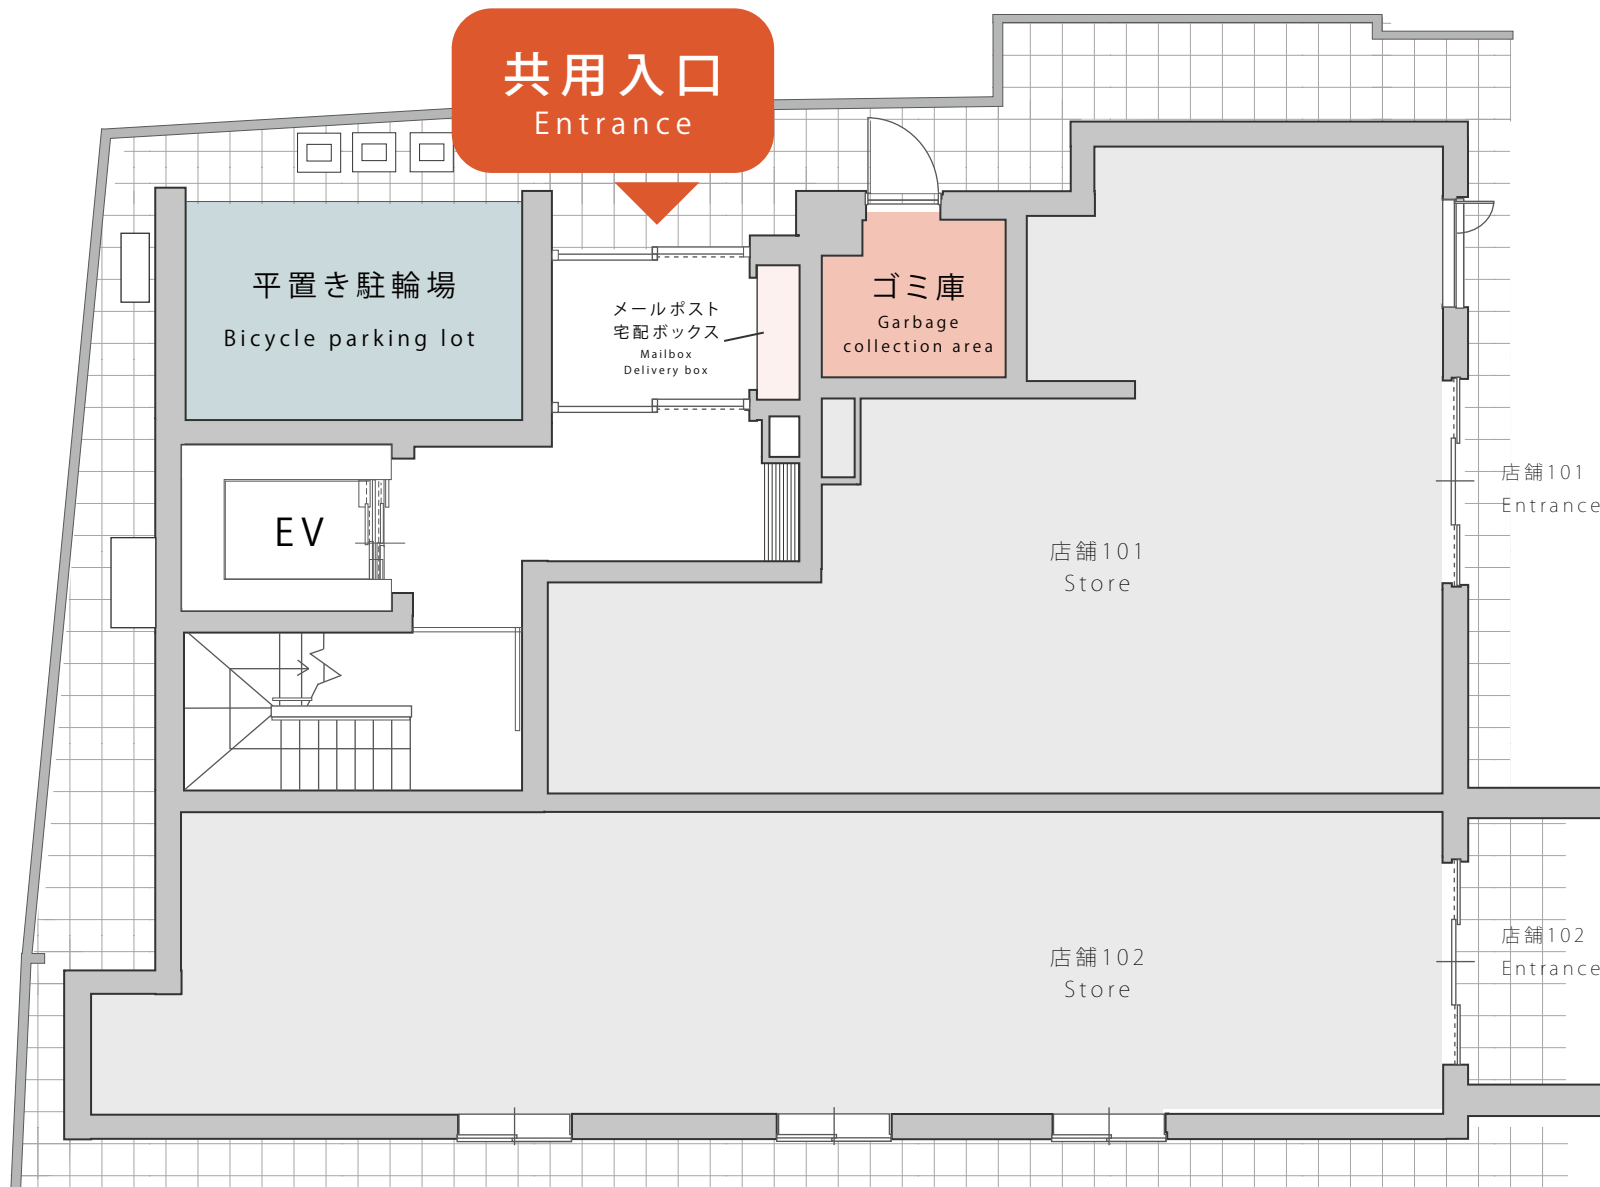 共用入口
Entrance
平置き駐輪場
Bicycle parking lot
メールポスト
宅配ボックス
Mailbox
Delivery box
ゴミ庫
Garbage
collection area
EV
店舗101
Entrance
店舗101
Store
店舗102
Entrance
店舗102
Store